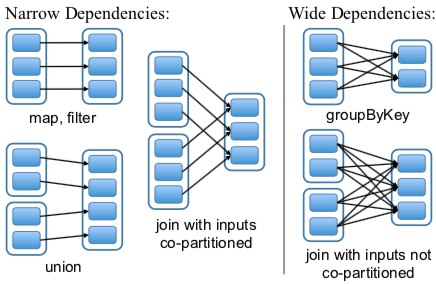 Narrow Dependencies:
map, filter
union
join with inputs
co-partitioned
Wide Dependencies:
groupByKey
join with inputs not
co-partitioned